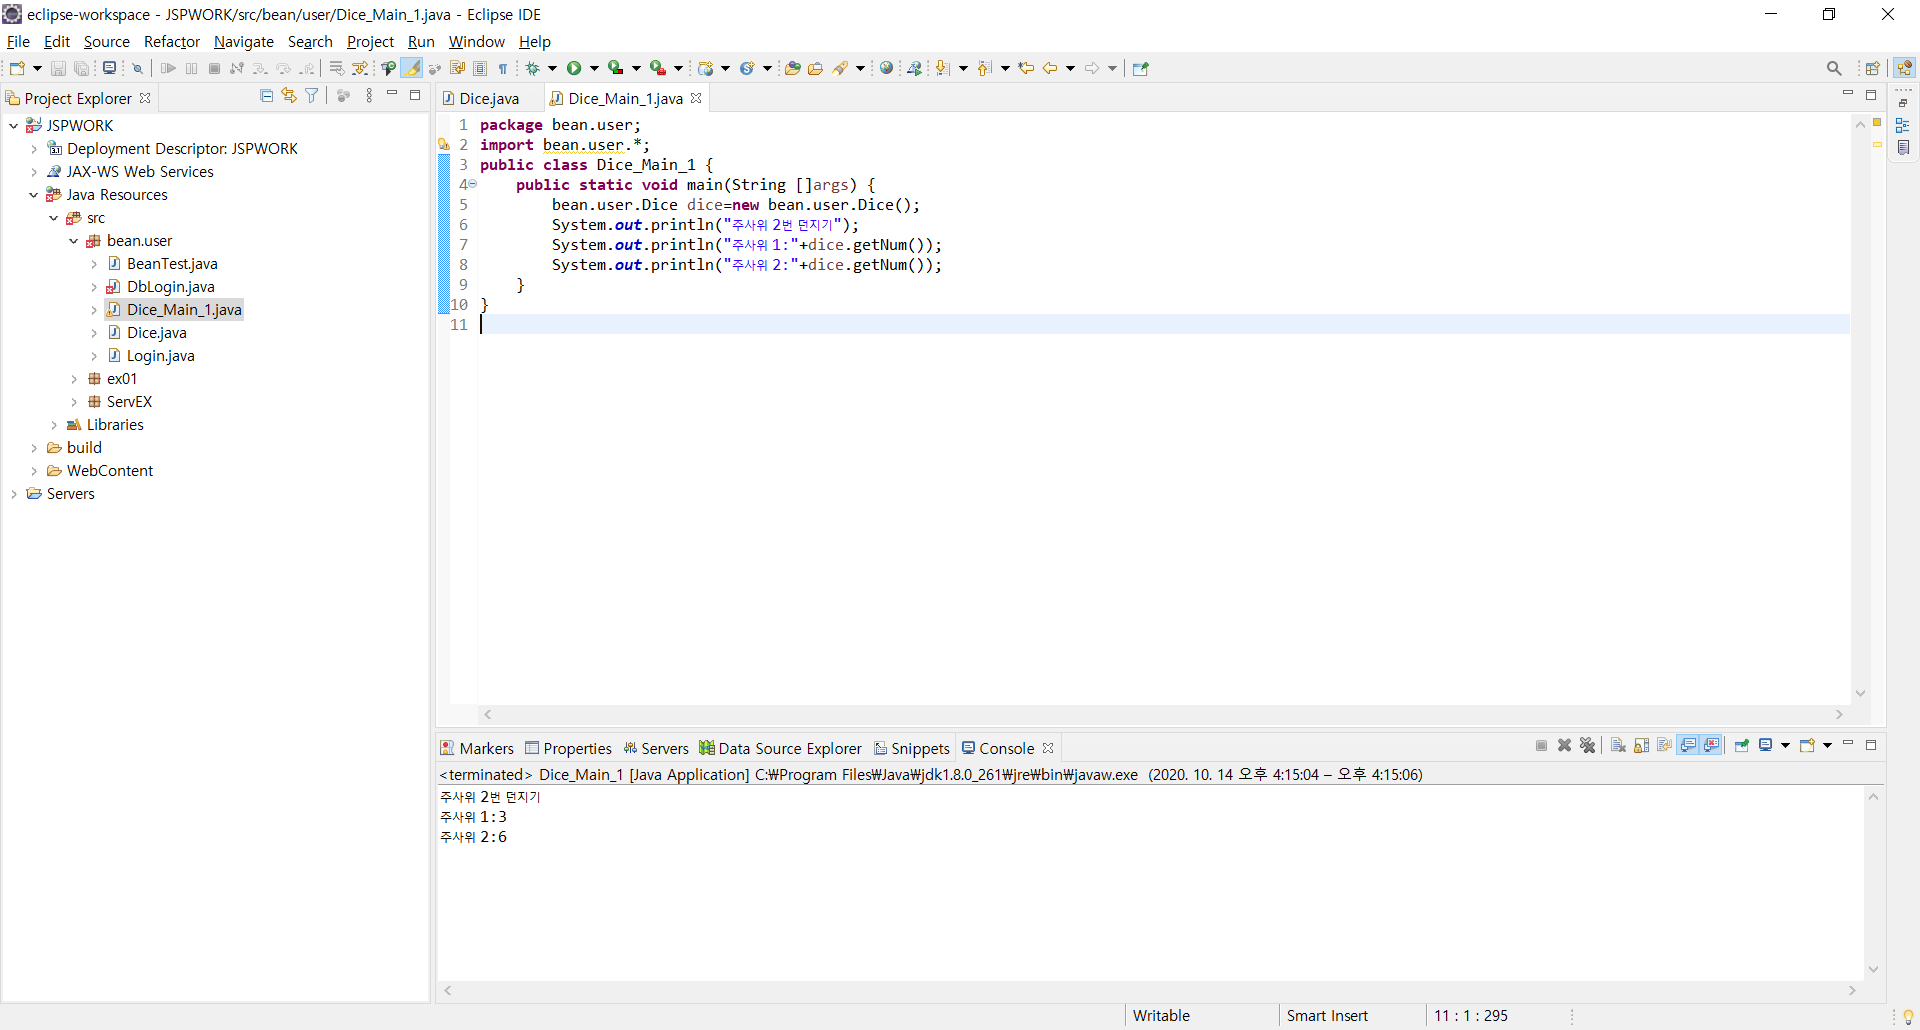 eclipse-workspace - JSPWORK/src/bean/user/Dice_Main_1.java - Eclipse IDE
File Edit Source Refactor Navigate Search Project Run Window Help
Project Explorer
JSPWORK
Deployment Descriptor: JSPWORK
JAX-WS Web Services
Java Resources
src
bean.user
BeanTest.java
DbLogin.java
Dice_Main_1.java
Dice.java
Login.java
ex01
ServEX
Libraries
build
WebContent
Servers
Dice.java Dice_Main_1.java
1 package bean.user;
2 import bean.user.*;
3 public class Dice_Main_1 {
4 public static void main(String []args) {
5 bean.user.Dice dice=new bean.user.Dice();
6 System.out.println("주사위 2번 던지기");
7 System.out.println("주사위 1:"+dice.getNum());
8 System.out.println("주사위 2:"+dice.getNum());
9 }
10 }
11
Markers Properties Servers Data Source Explorer Snippets Console
<terminated> Dice_Main_1 [Java Application] C:₩Program Files₩Java₩jdk1.8.0_261₩jre₩bin₩javaw.exe (2020. 10. 14 오후 4:15:04 – 오후 4:15:06)
주사위 2번 던지기
주사위 1:3
주사위 2:6
Writable Smart Insert 11 : 1 : 295